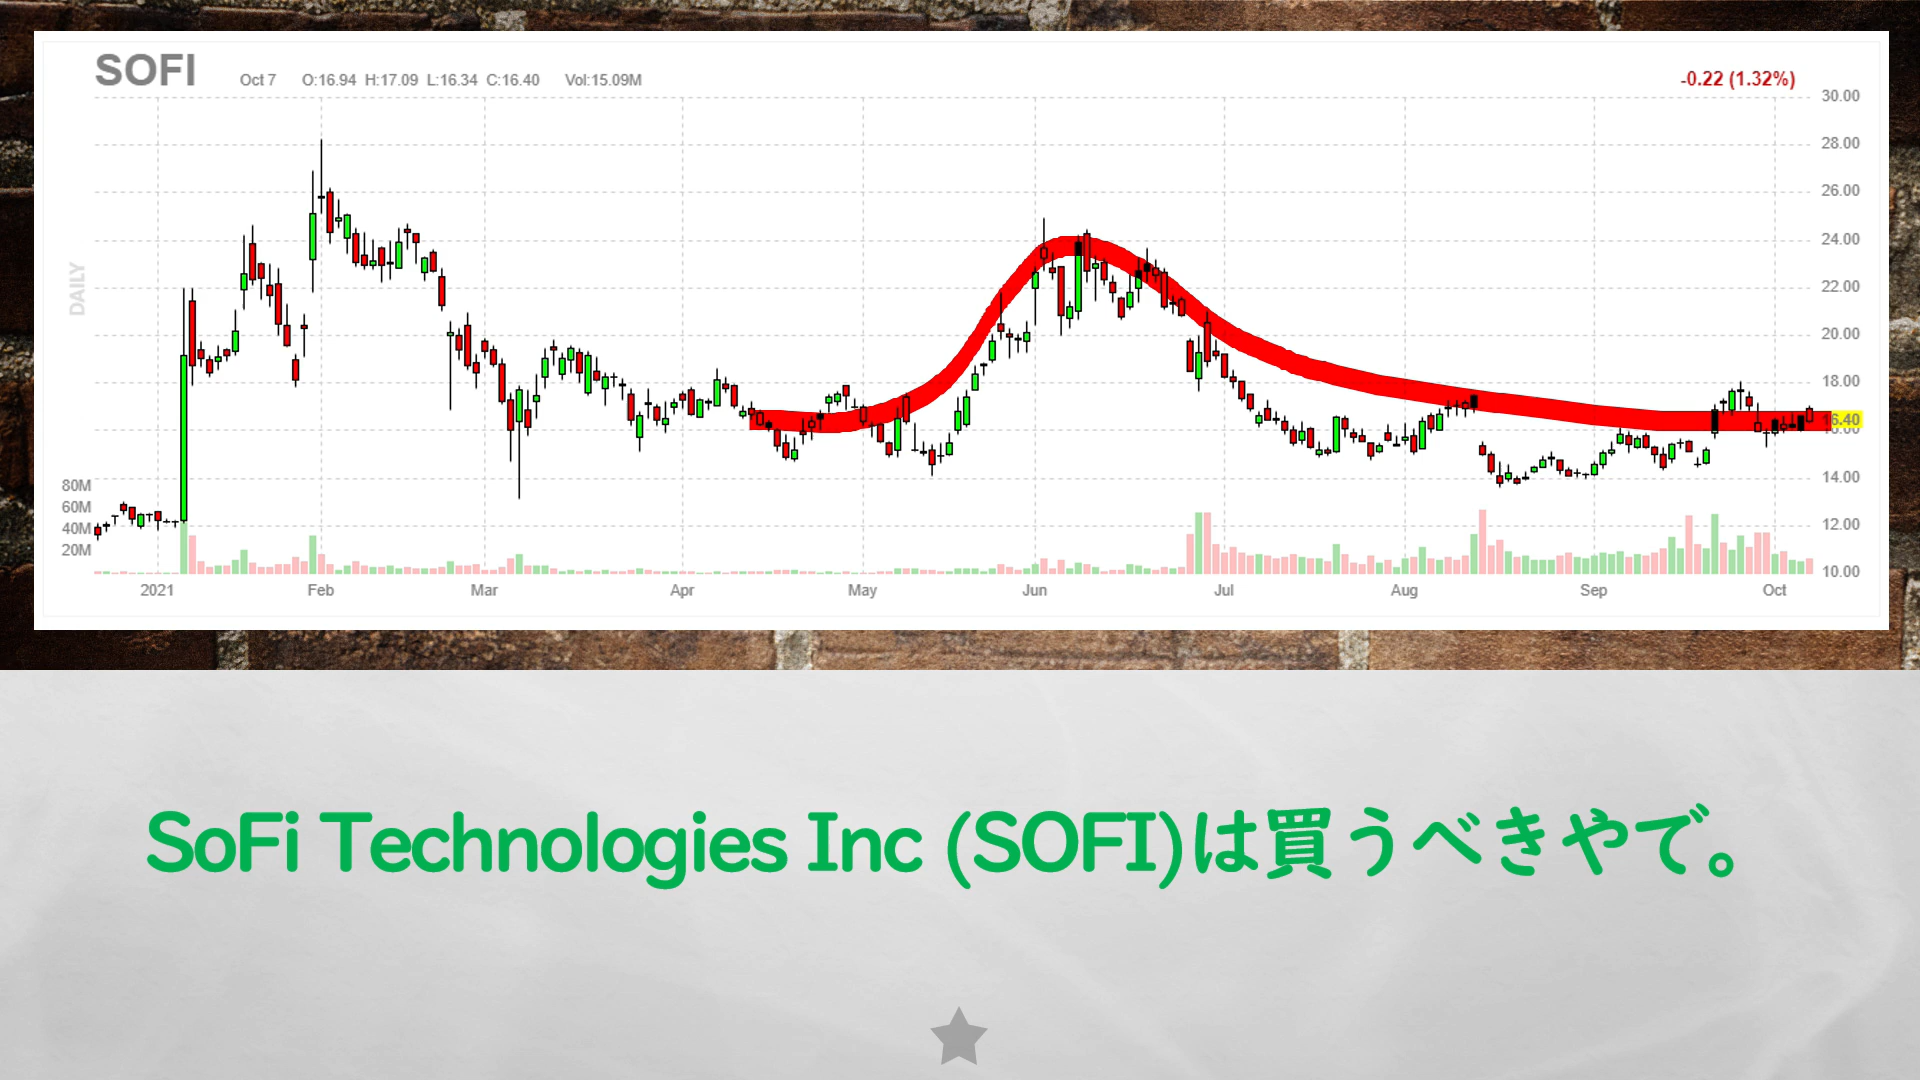 SOFI
Oct 7 O:16.94 H:17.09 L:16.34 C:16.40 Vol:15.09M
-0.22 (1.32%)
30.00
28.00
26.00
24.00
DAILY
22.00
20.00
18.00
16.40
16.00
14.00
80M
60M
40M
12.00
20M
10.00
2021 Feb Mar Apr May Jun Jul Aug Sep Oct
SoFi Technologies Inc (SOFI)は買うべきやで。